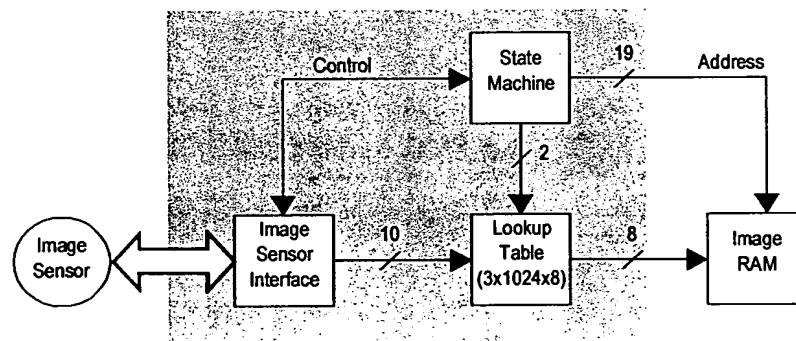 Control
State
Machine
19
Address
2
Image
Sensor
Image
Sensor
Interface
10
Lookup
Table
(3x1024x8)
8
Image
RAM